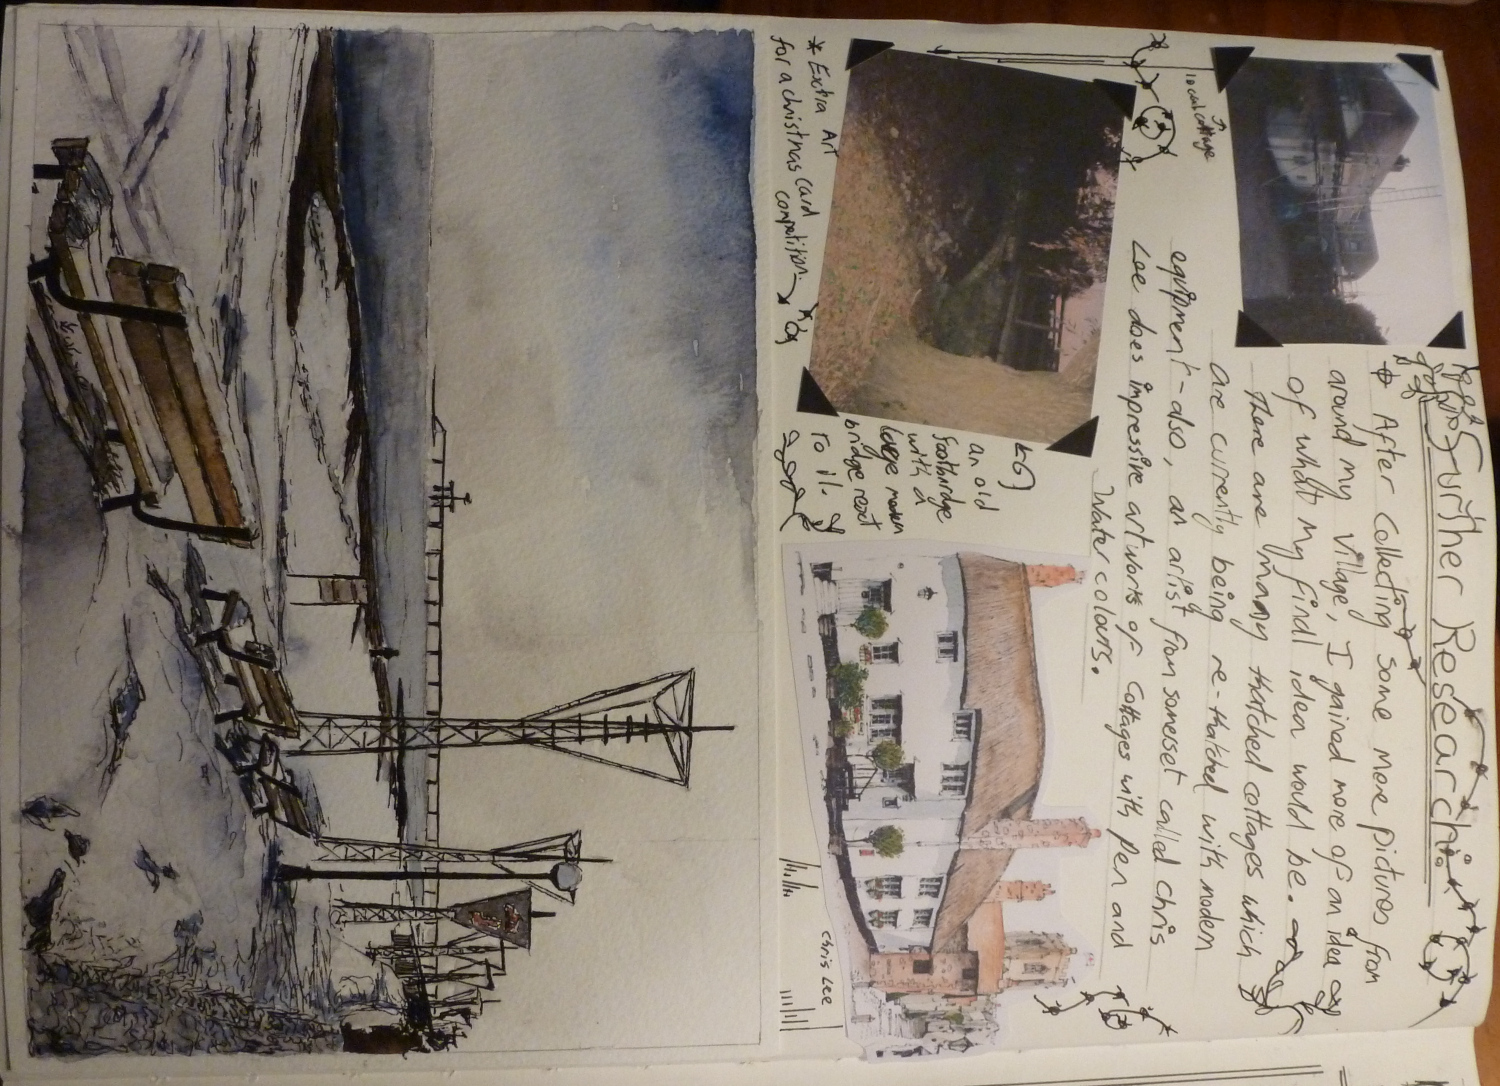 Further Research:
After Collecting some more pictures from
around my village, I gained more of an idea
of what my final idea would be.
There are many thatched cottages which
are currently being re-thatched with modern
equipment - also, an artist from somerset called Chris
Lee does impressive artworks of Cottages with Pen and
Water colours.
local cottage
an old
footbridge
with a
large modern
bridge next
to it.
* Extra Art
for a christmas Card
competition.
Chris Lee